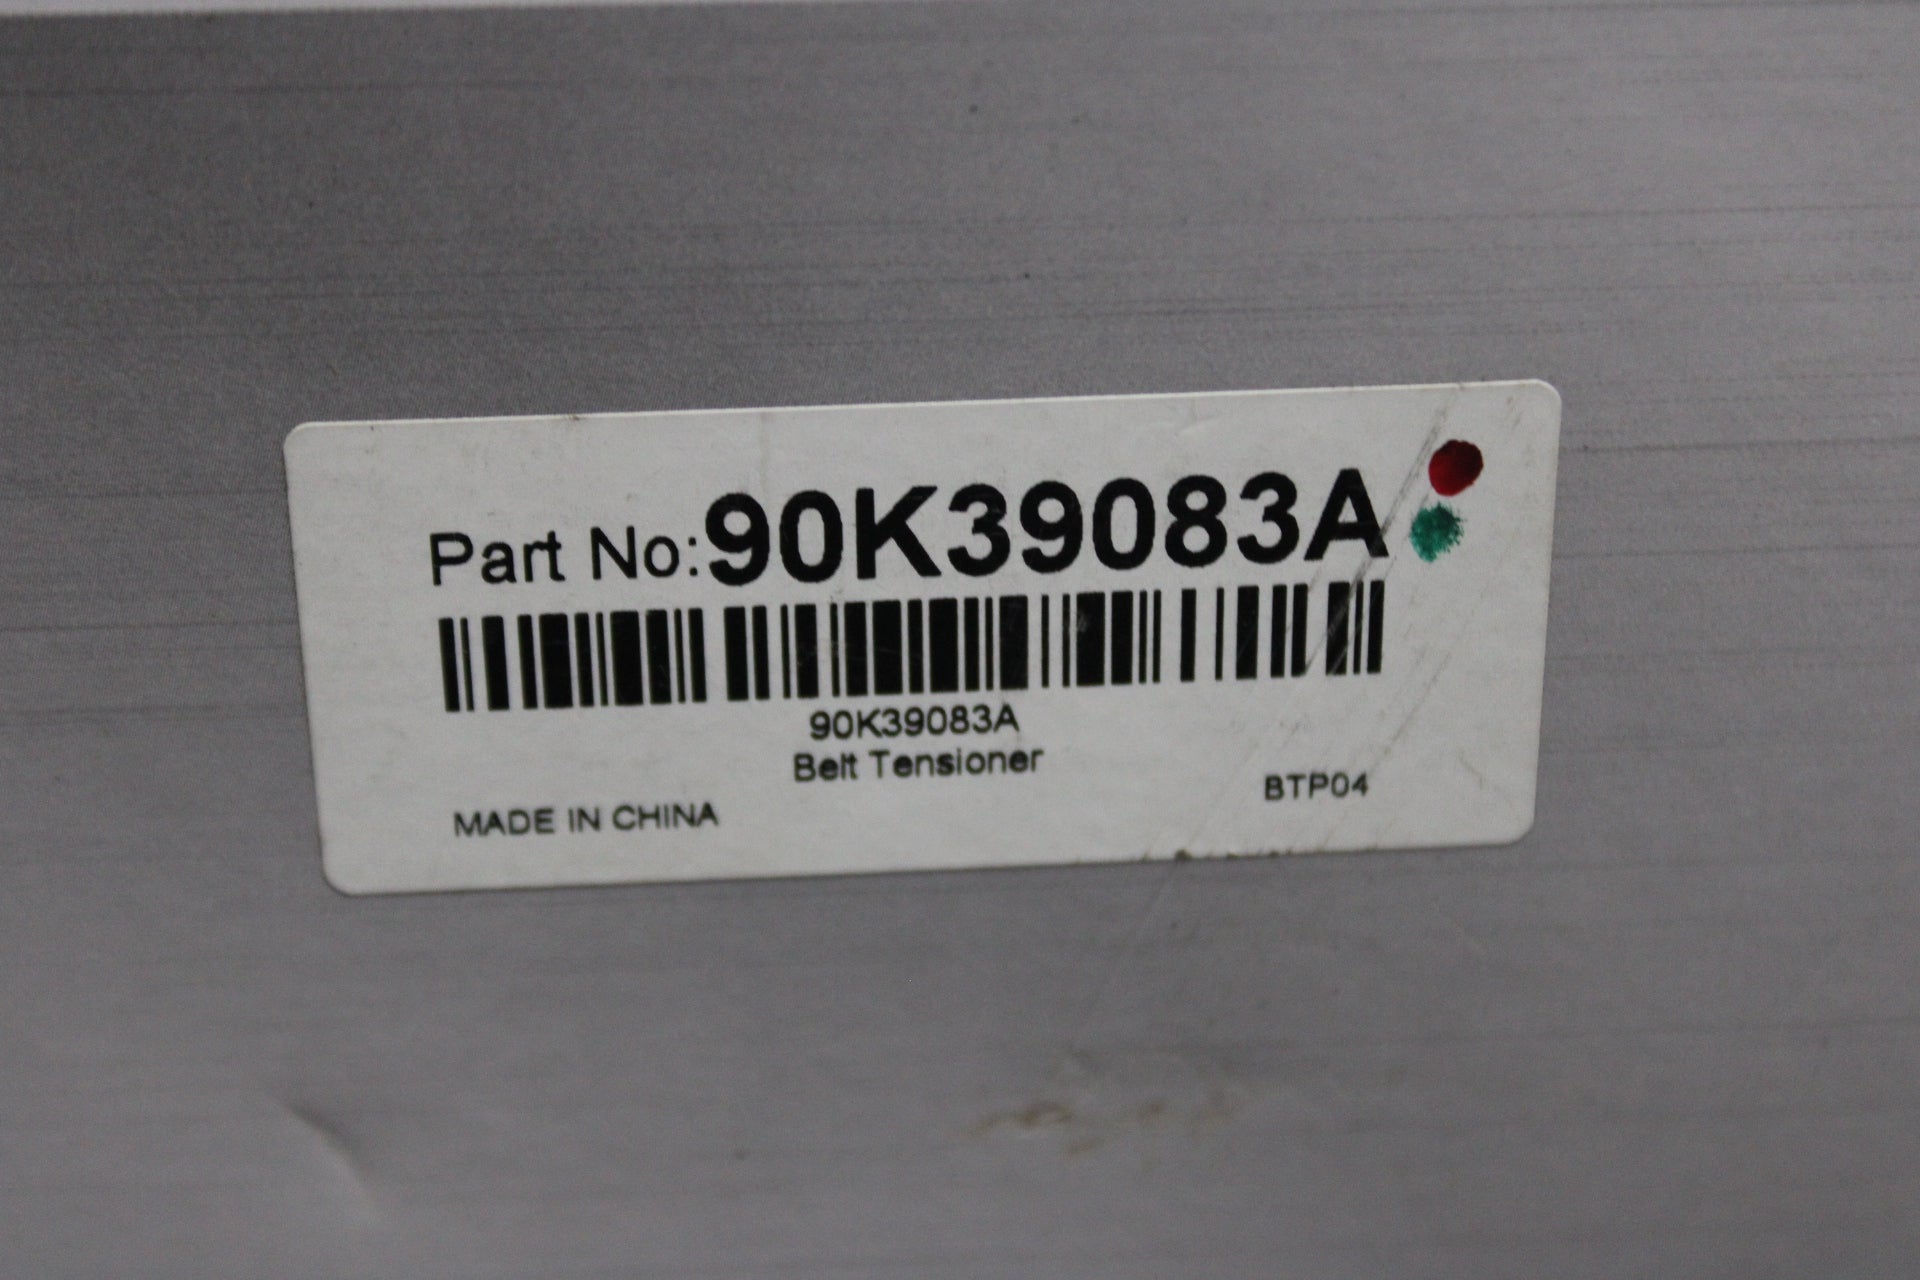 Part No:90K39083A
90K39083A
Belt Tensioner
BTP04
MADE IN CHINA